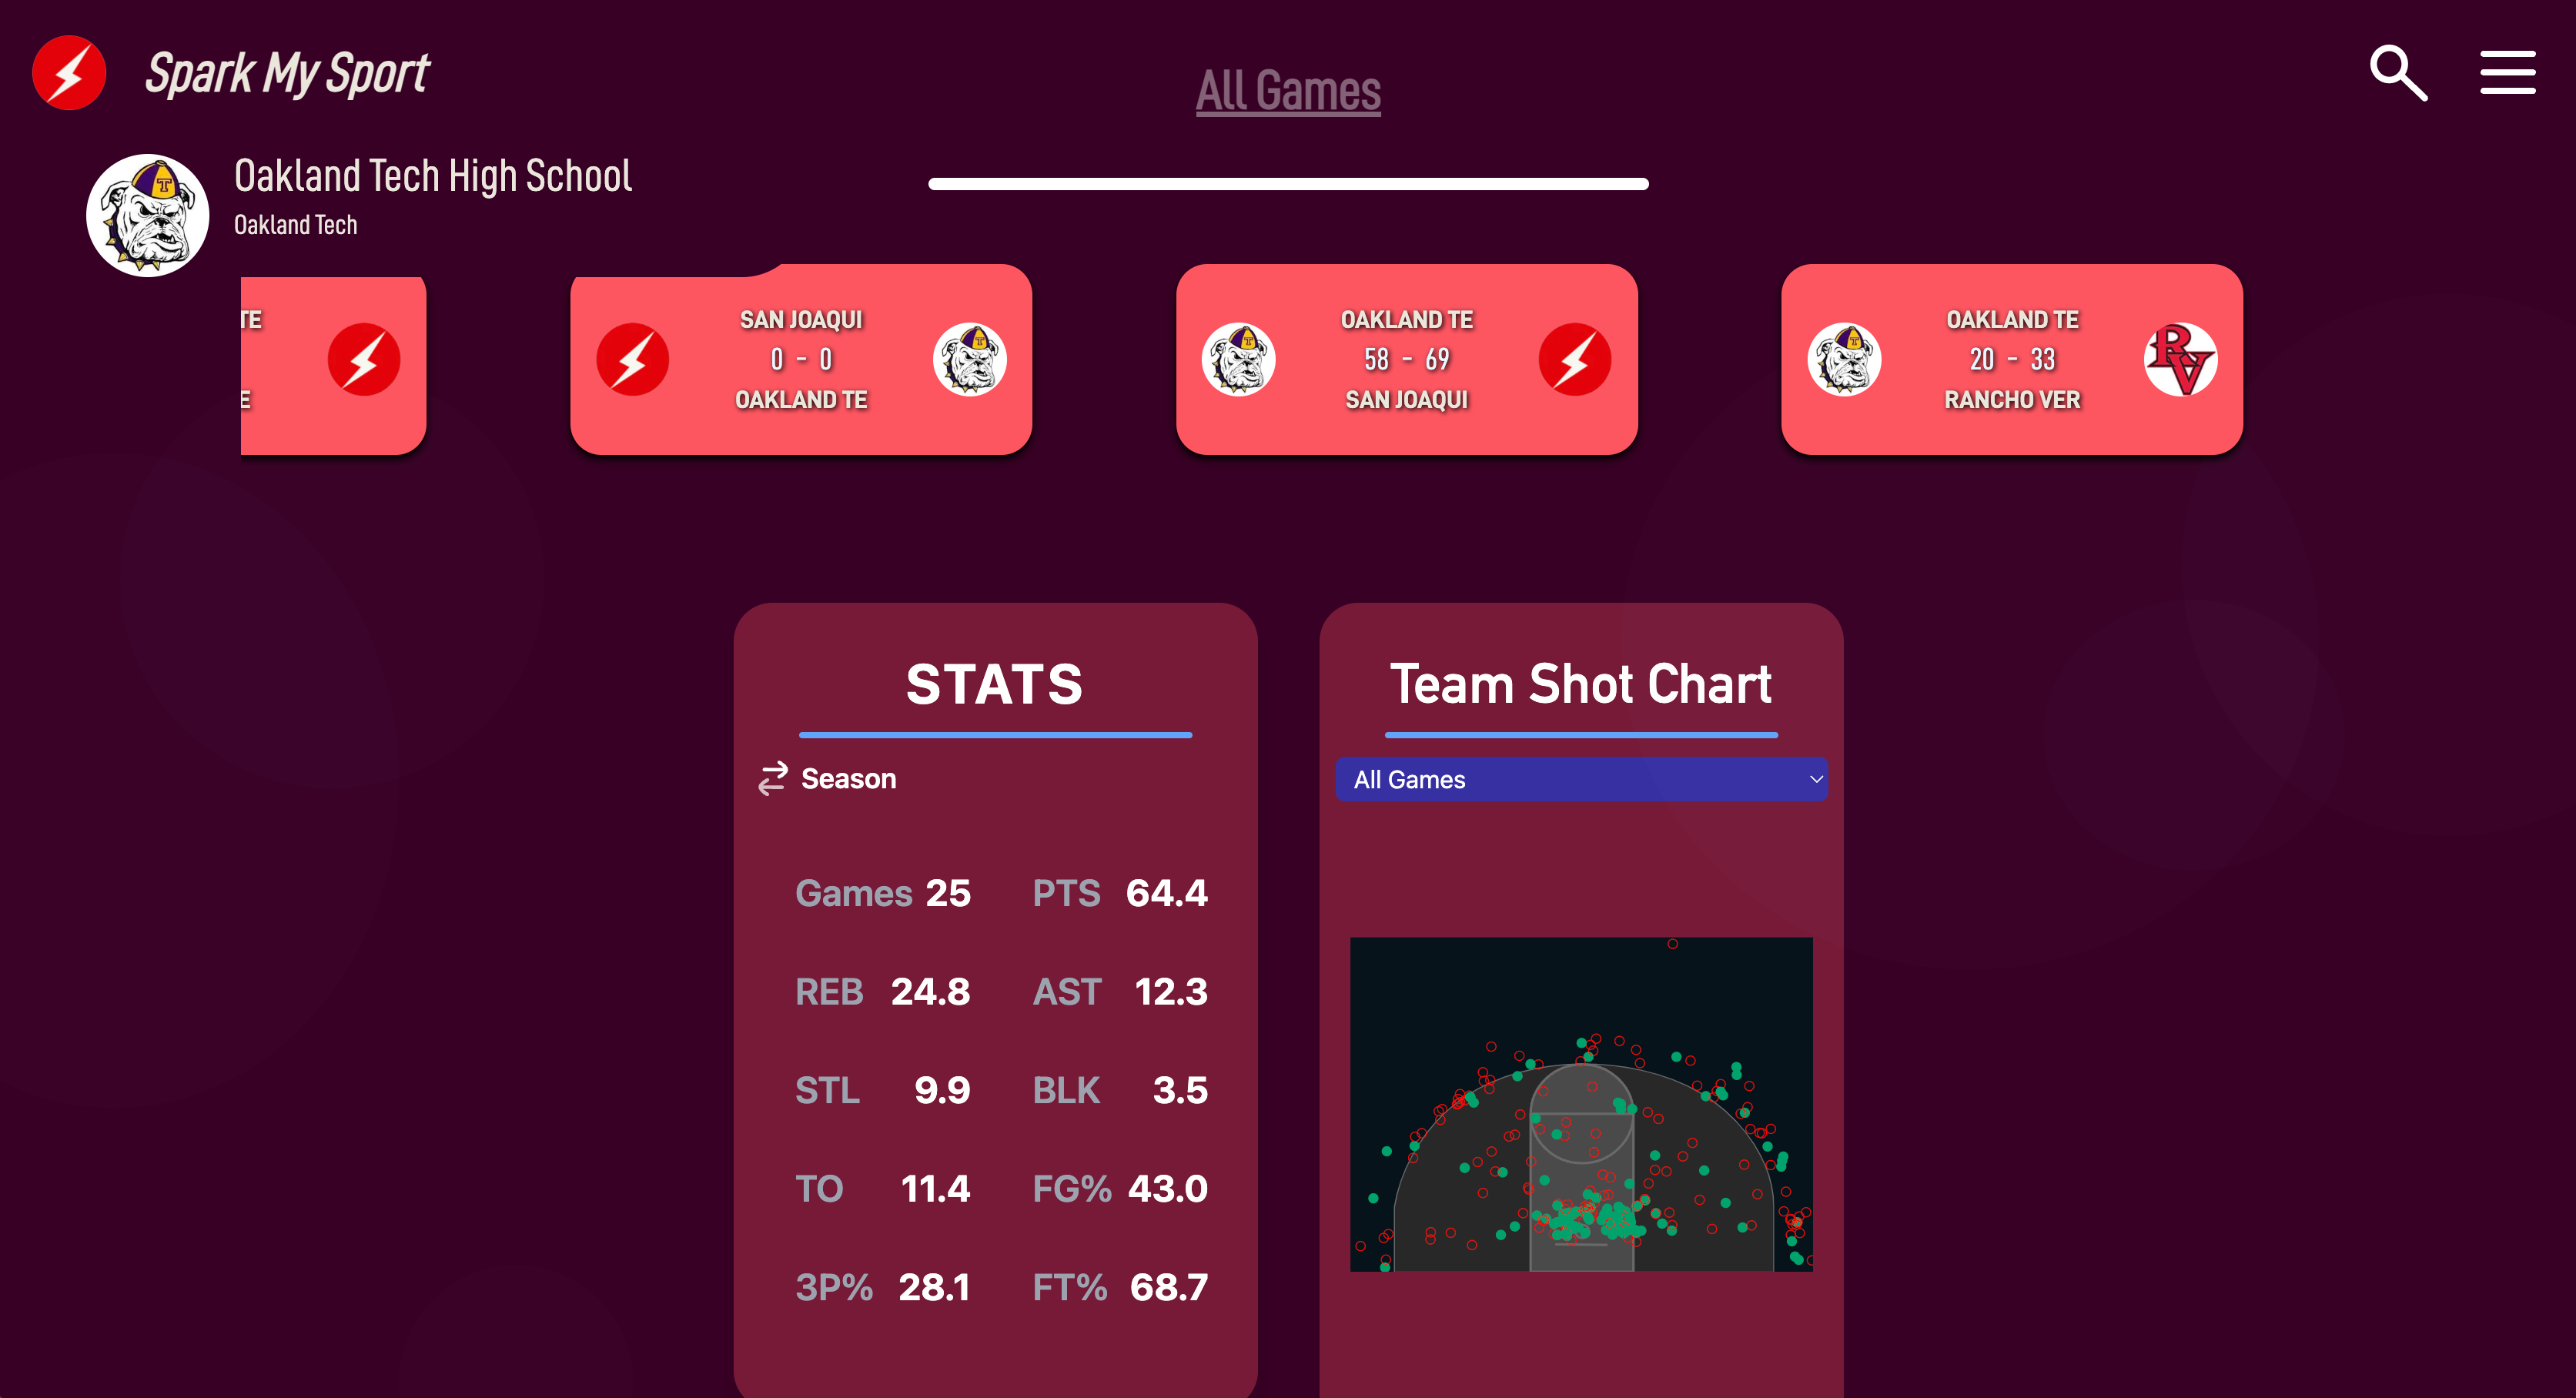 Spark My Sport
All Games
Oakland Tech High School
Oakland Tech
TE
E
SAN JOAQUI
0 - 0
OAKLAND TE
OAKLAND TE
58 - 69
SAN JOAQUI
OAKLAND TE
20 - 33
RANCHO VER
RV
STATS
Season
Games 25 PTS 64.4
REB 24.8 AST 12.3
STL 9.9 BLK 3.5
TO 11.4 FG% 43.0
3P% 28.1 FT% 68.7
Team Shot Chart
All Games